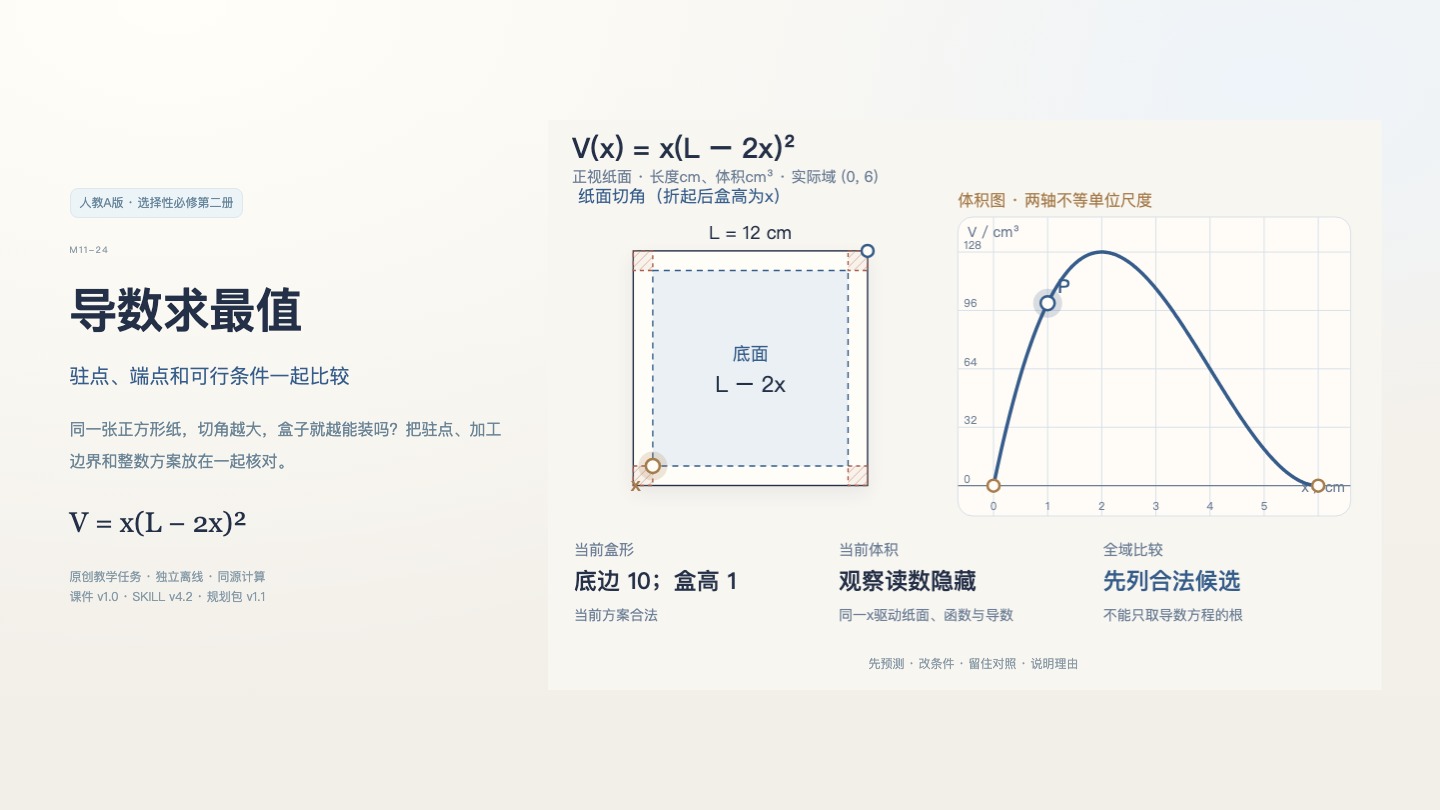 人教A版 · 选择性必修第二册
M11–24
导数求最值
驻点、端点和可行条件一起比较
同一张正方形纸，切角越大，盒子就越能装吗？把驻点、加工
边界和整数方案放在一起核对。
V = x(L – 2x)²
原创教学任务 · 独立离线 · 同源计算
课件 v1.0 · SKILL v4.2 · 规划包 v1.1
V(x) = x(L − 2x)²
正视纸面 · 长度cm、体积cm³ · 实际域 (0, 6)
纸面切角（折起后盒高为x）
L = 12 cm
底面
L − 2x
x
体积图 · 两轴不等单位尺度
V / cm³
128
P
96
64
32
0
x / cm
0 1 2 3 4 5
当前盒形
底边 10；盒高 1
当前方案合法
当前体积
观察读数隐藏
同一x驱动纸面、函数与导数
全域比较
先列合法候选
不能只取导数方程的根
先预测 · 改条件 · 留住对照 · 说明理由